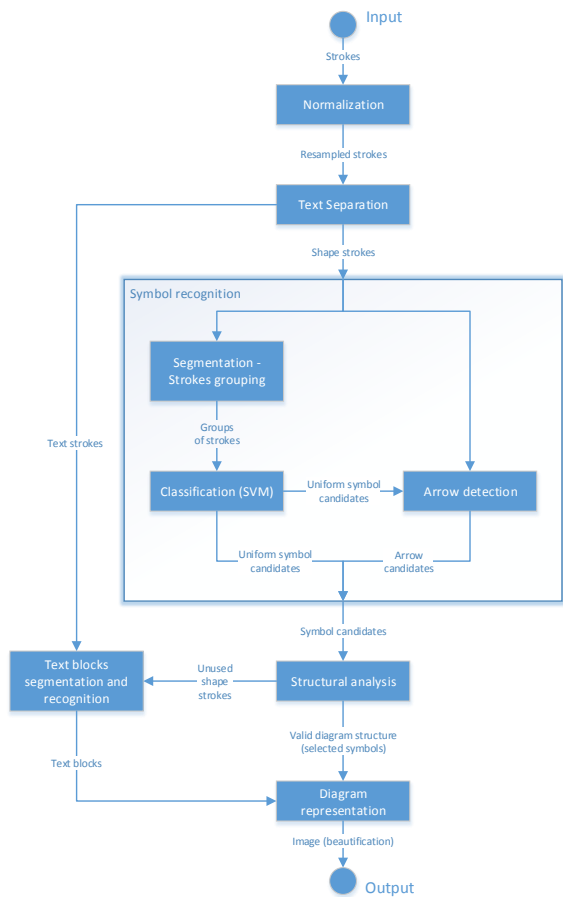 Input
Strokes
Normalization
Resampled strokes
Text Separation
Shape strokes
Symbol recognition
Segmentation -
Strokes grouping
Groups
of strokes
Text strokes
Classification (SVM)
Uniform symbol
candidates
Arrow detection
Uniform symbol
candidates
Arrow
candidates
Symbol candidates
Text blocks
segmentation and
recognition
Unused
shape
strokes
Structural analysis
Valid diagram structure
(selected symbols)
Text blocks
Diagram
representation
Image (beautification)
Output